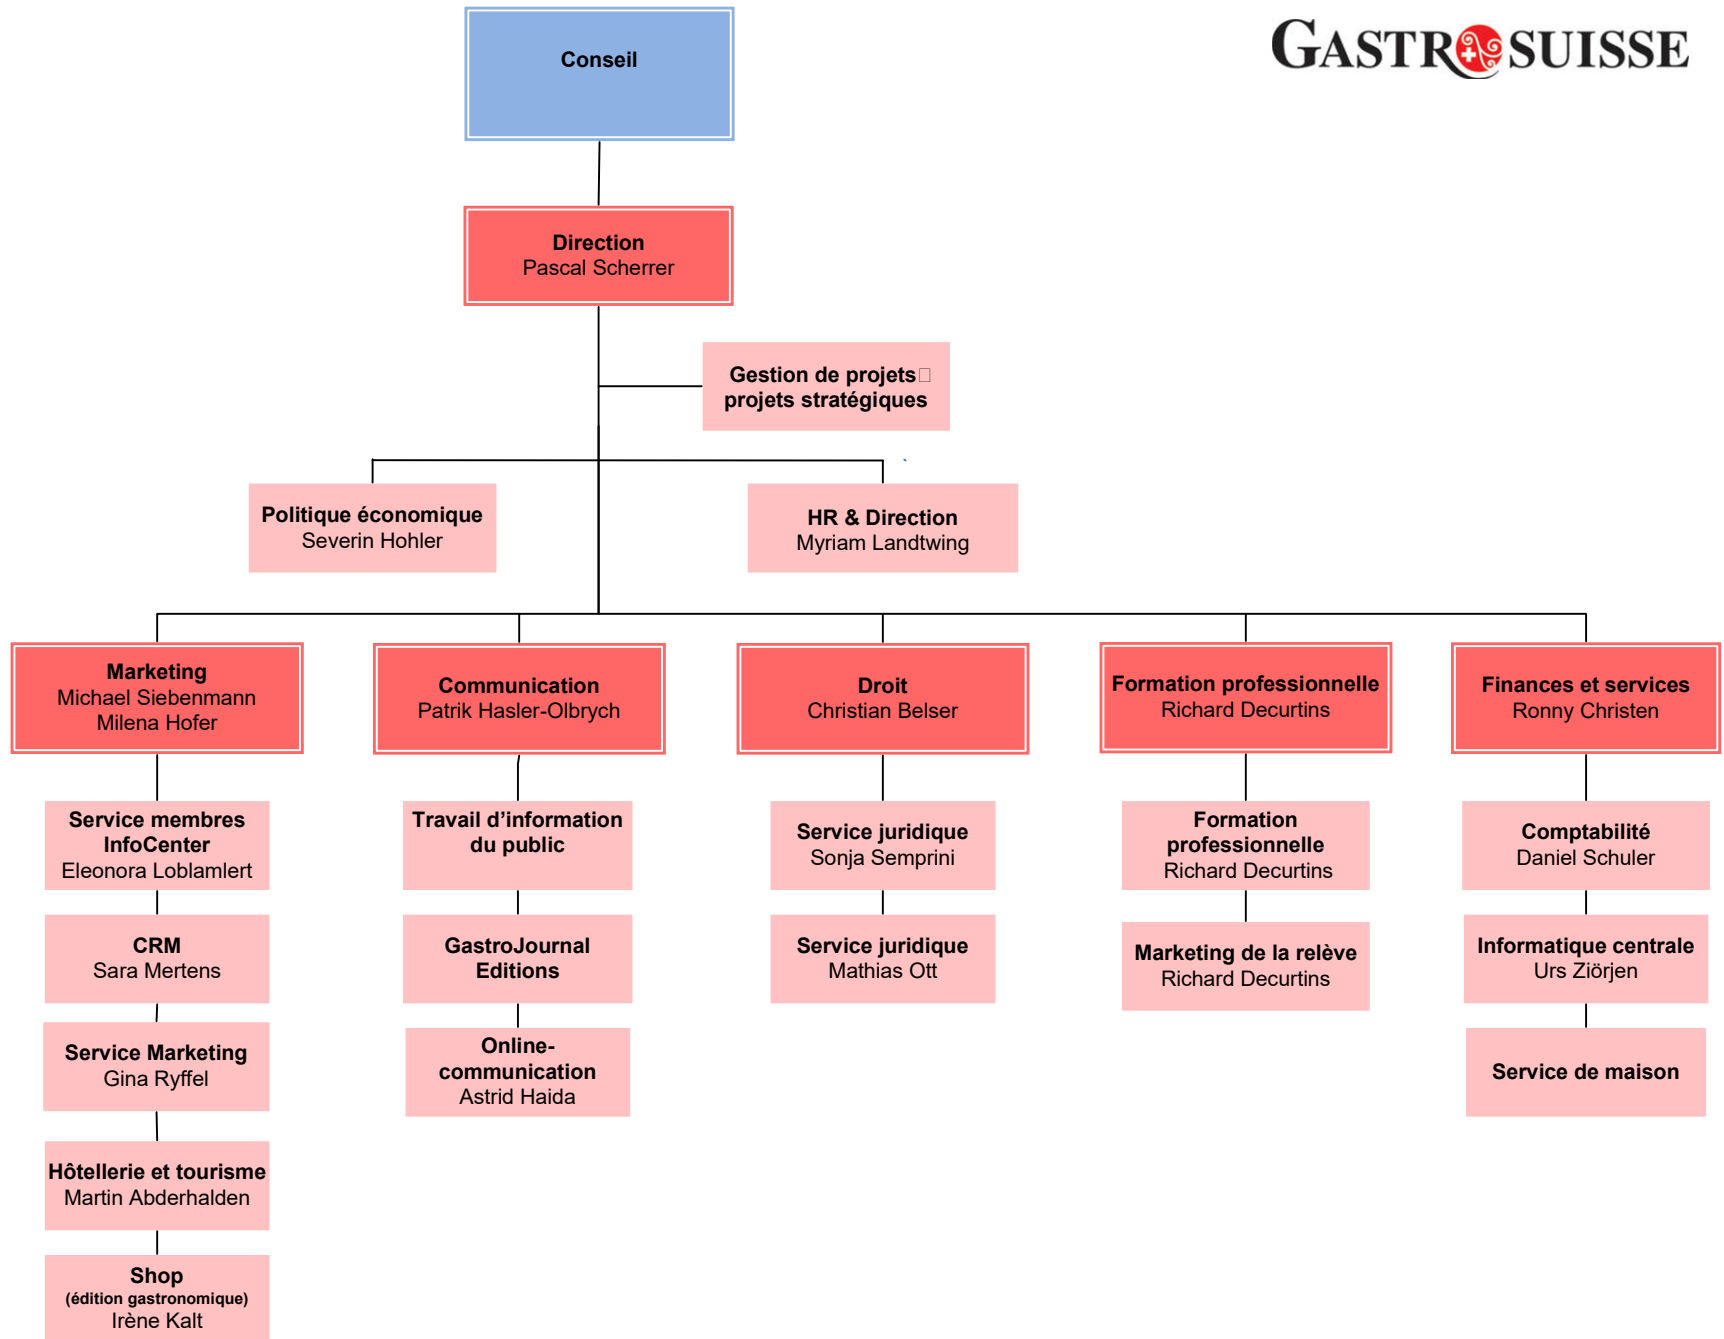 Conseil
GASTROSUISSE
Direction
Pascal Scherrer
Gestion de projets
projets stratégiques
Politique économique
Severin Hohler
HR & Direction
Myriam Landtwing
Marketing
Michael Siebenmann
Milena Hofer
Communication
Patrik Hasler-Olbrych
Droit
Christian Belser
Formation professionnelle
Richard Decurtins
Finances et services
Ronny Christen
Service membres
InfoCenter
Eleonora Loblamlert
CRM
Sara Mertens
Service Marketing
Gina Ryffel
Hôtellerie et tourisme
Martin Abderhalden
Shop
(édition gastronomique)
Irène Kalt
Travail d’information
du public
GastroJournal
Editions
Online-
communication
Astrid Haida
Service juridique
Sonja Semprini
Service juridique
Mathias Ott
Formation
professionnelle
Richard Decurtins
Marketing de la relève
Richard Decurtins
Comptabilité
Daniel Schuler
Informatique centrale
Urs Ziörjen
Service de maison